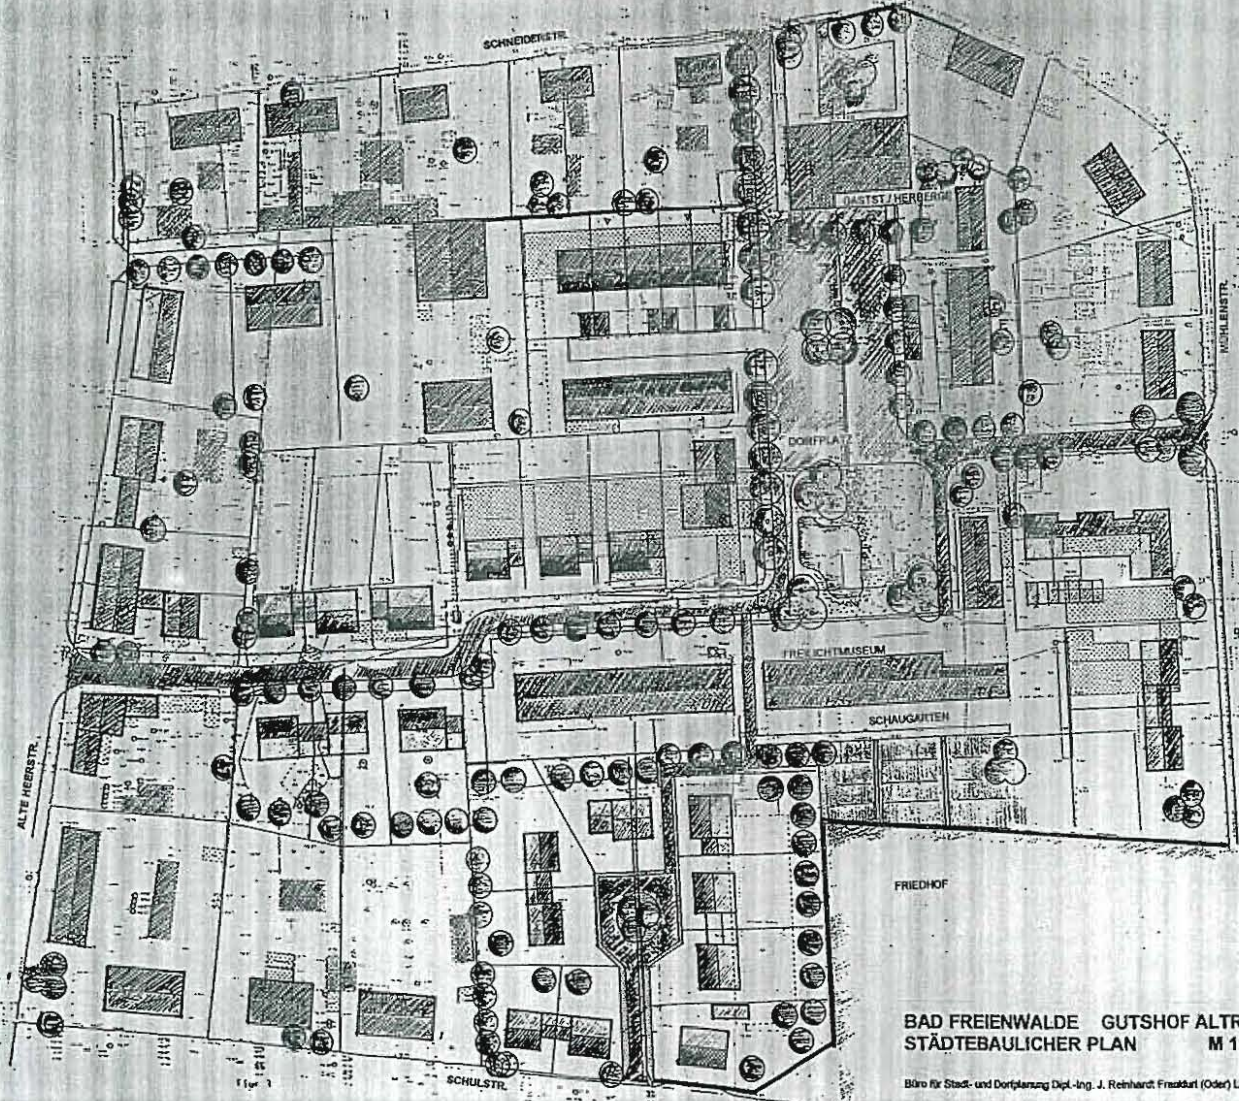 SCHNEIDERSTR.
GASTST./HERBERGE
MÜHLENSTR.
DORFPLATZ
FREILICHTMUSEUM
SCHAUGARTEN
ALTE HEERSTR.
FRIEDHOF
SCHULSTR.
BAD FREIENWALDE GUTSHOF ALTR
STÄDTEBAULICHER PLAN M 1
Büro für Stadt- und Dorfplanung Dipl.-Ing. J. Reinhardt Frankfurt (Oder) L